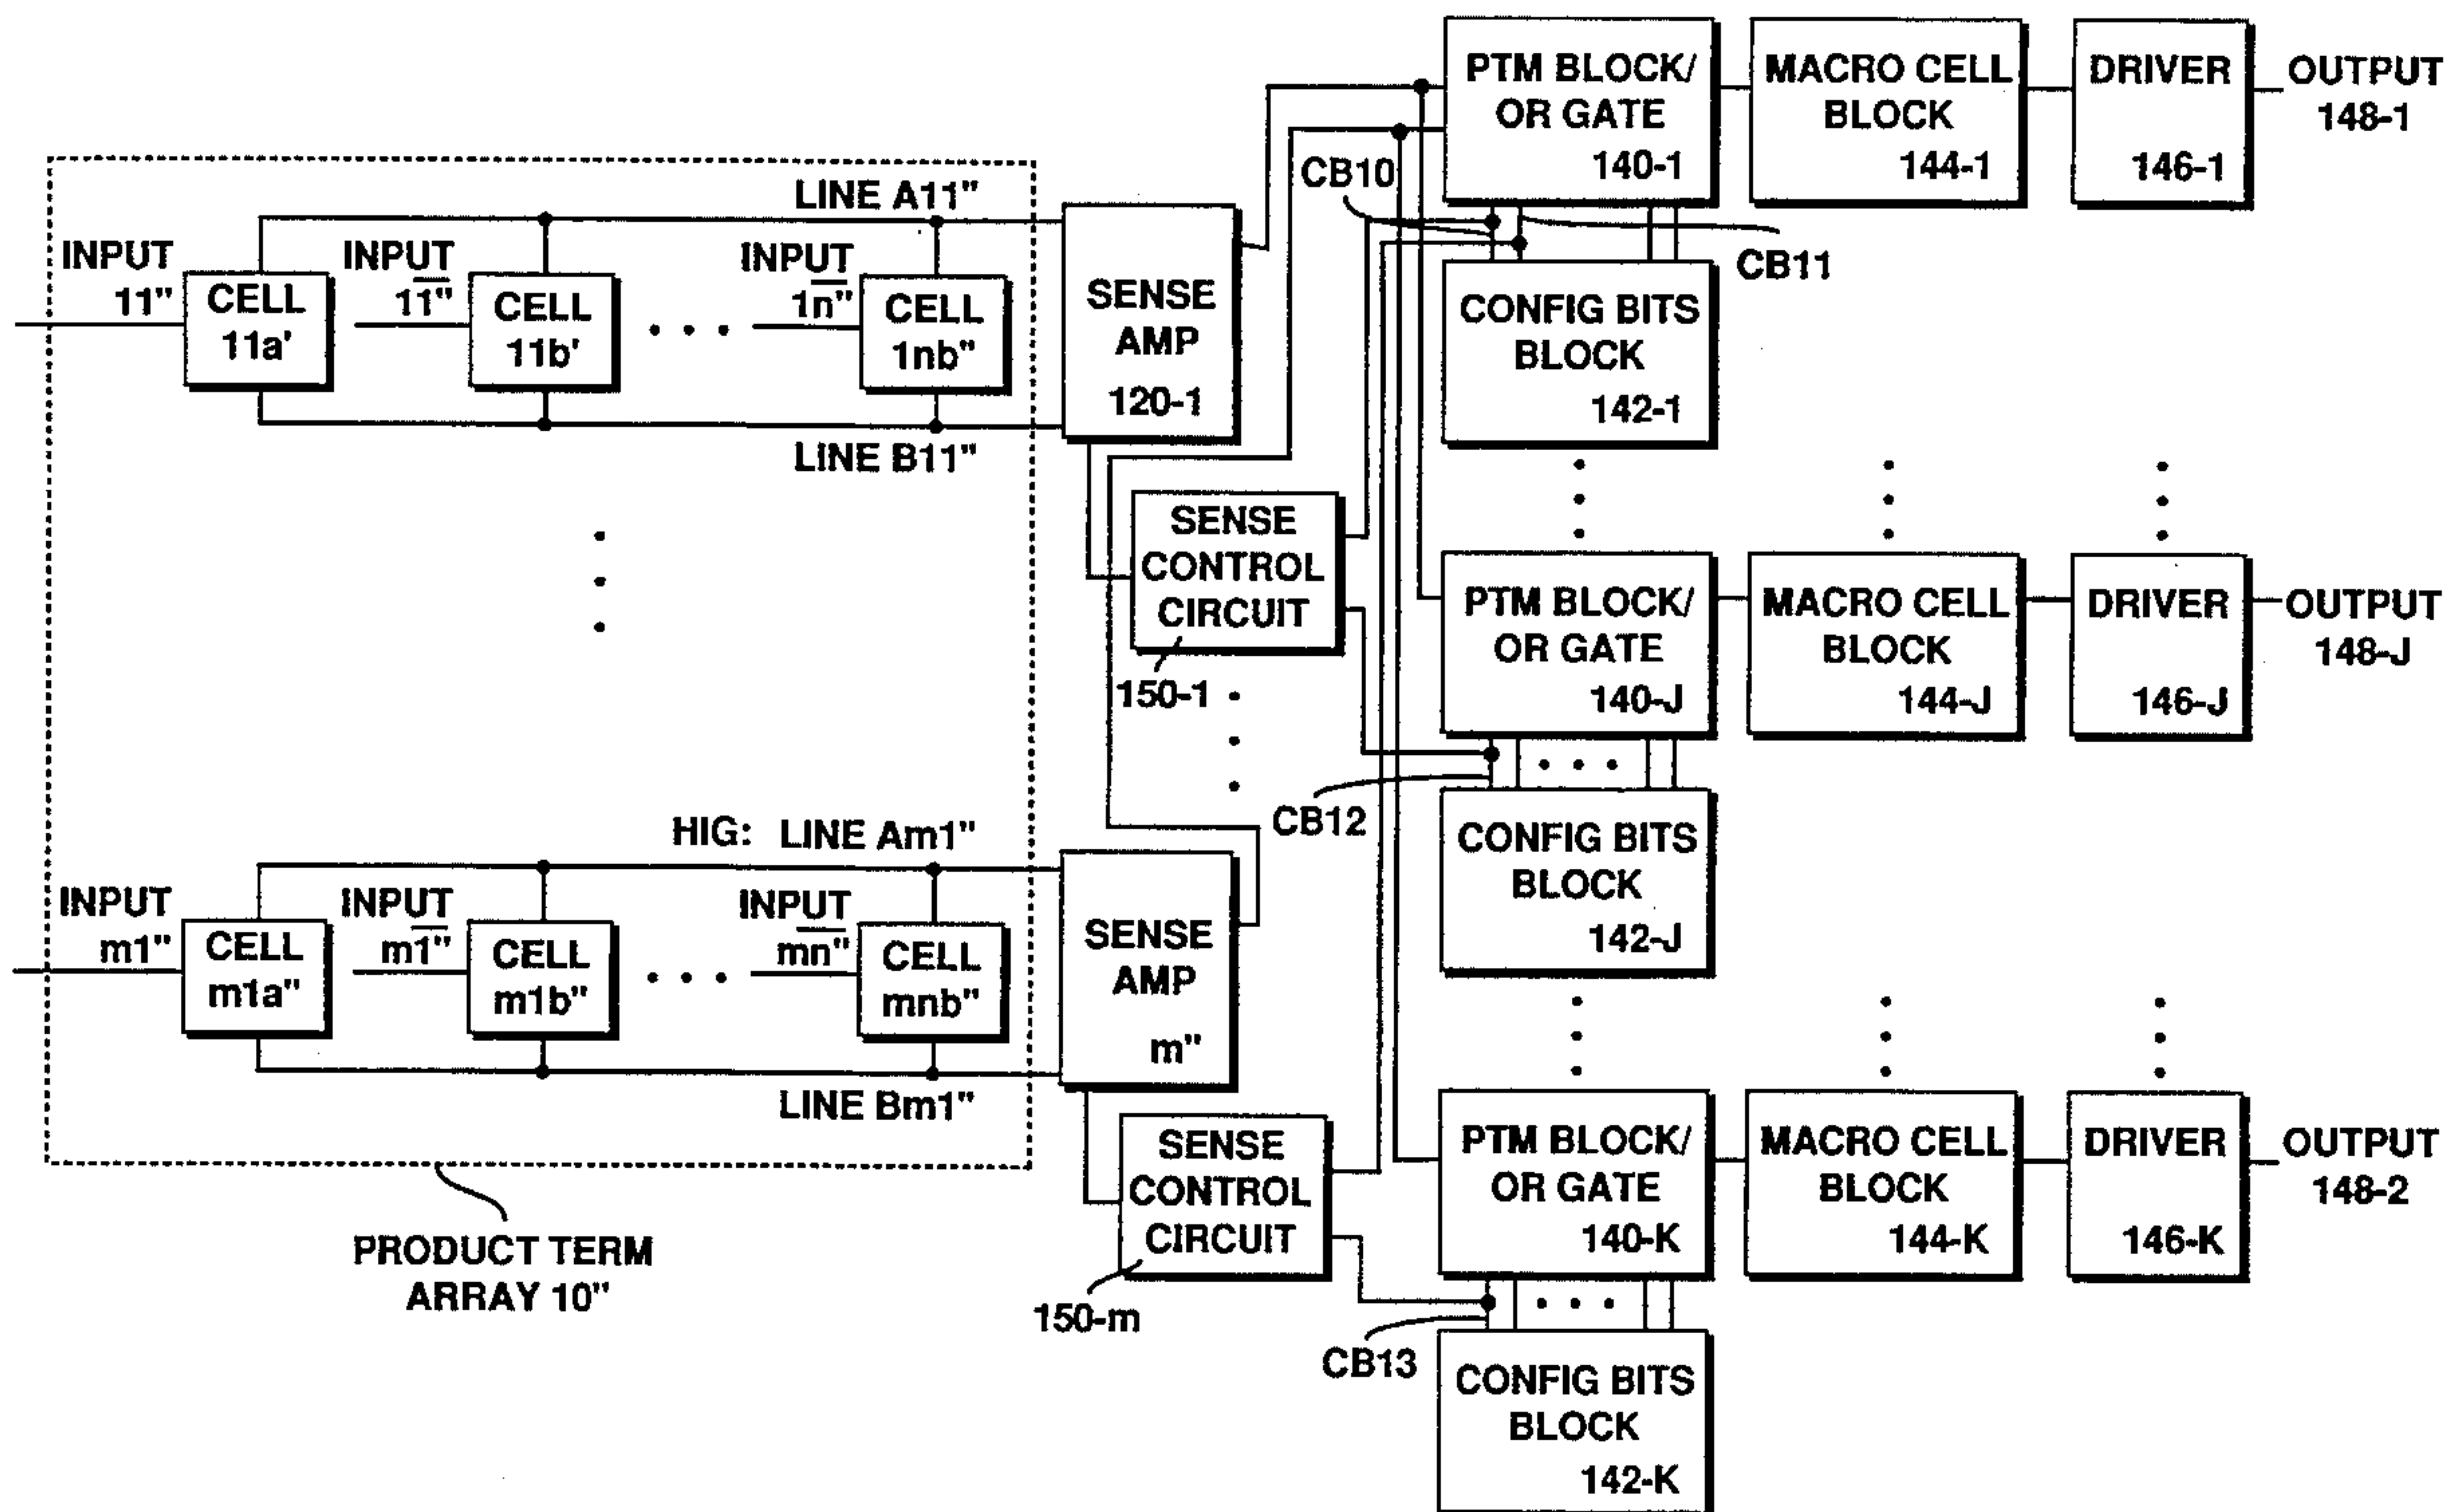 PTM BLOCK/
OR GATE
140-1
MACRO CELL
BLOCK
144-1
DRIVER
146-1
OUTPUT
148-1
CB10
CB11
LINE A11"
INPUT
11"
CELL
11a'
INPUT
11"
CELL
11b'
INPUT
1n"
CELL
1nb"
LINE B11"
SENSE
AMP
120-1
CONFIG BITS
BLOCK
142-1
SENSE
CONTROL
CIRCUIT
150-1
PTM BLOCK/
OR GATE
140-J
MACRO CELL
BLOCK
144-J
DRIVER
146-J
OUTPUT
148-J
CB12
CONFIG BITS
BLOCK
142-J
HIG: LINE Am1"
INPUT
m1"
CELL
m1a"
INPUT
m1"
CELL
m1b"
INPUT
mn"
CELL
mnb"
LINE Bm1"
SENSE
AMP
m"
SENSE
CONTROL
CIRCUIT
150-m
PTM BLOCK/
OR GATE
140-K
MACRO CELL
BLOCK
144-K
DRIVER
146-K
OUTPUT
148-2
CB13
CONFIG BITS
BLOCK
142-K
PRODUCT TERM
ARRAY 10"